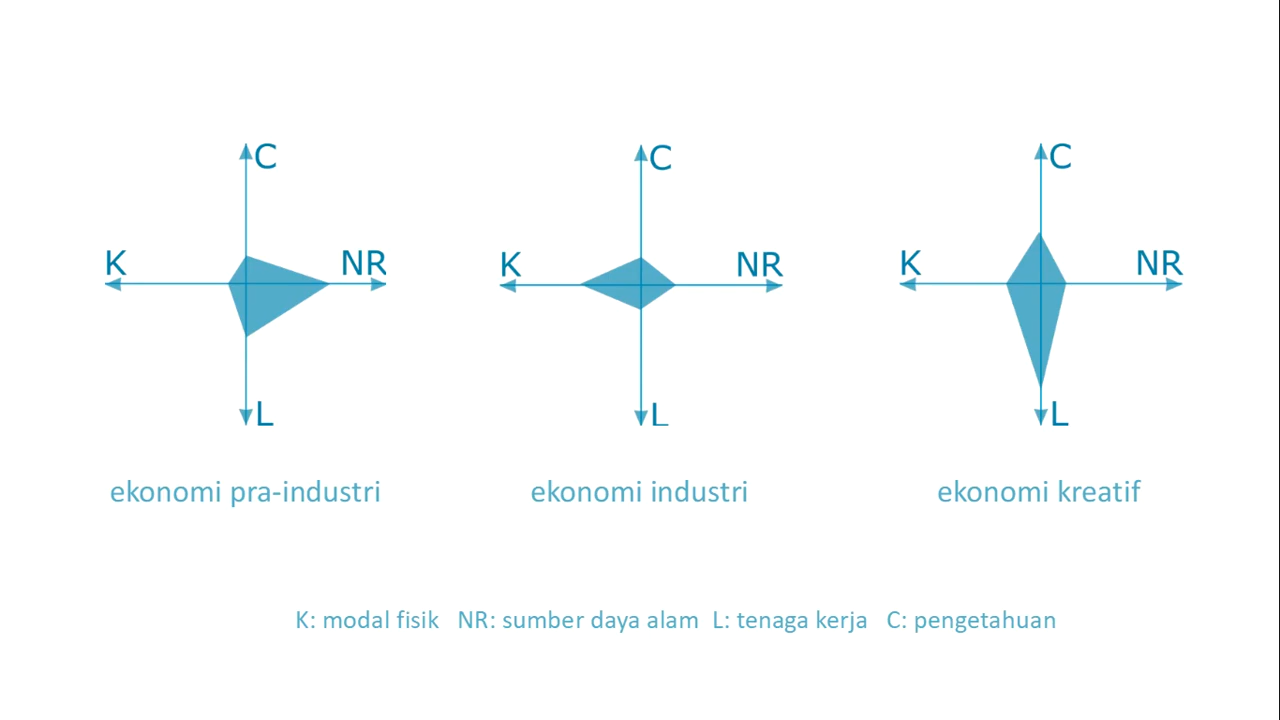 C
K
NR
L
ekonomi pra-industri
C
K
NR
L
ekonomi industri
C
K
NR
L
ekonomi kreatif
K: modal fisik NR: sumber daya alam L: tenaga kerja C: pengetahuan